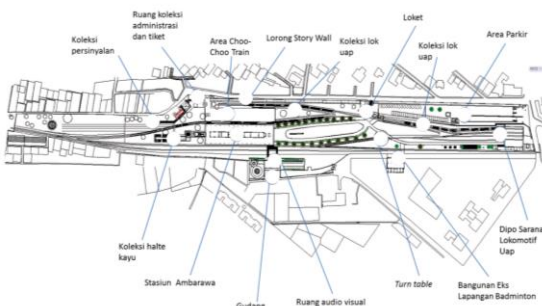 Koleksi
persinyalan
Ruang koleksi
administrasi
dan tiket
Area Choo-
Choo Train
Lorong Story Wall
Koleksi lok
uap
Loket
Koleksi lok
uap
Area Parkir
Koleksi halte
kayu
Stasiun Ambarawa
Gudang
Ruang audio visual
Turn table
Bangunan Eks
Lapangan Badminton
Dipo Sarana
Lokomotif
Uap